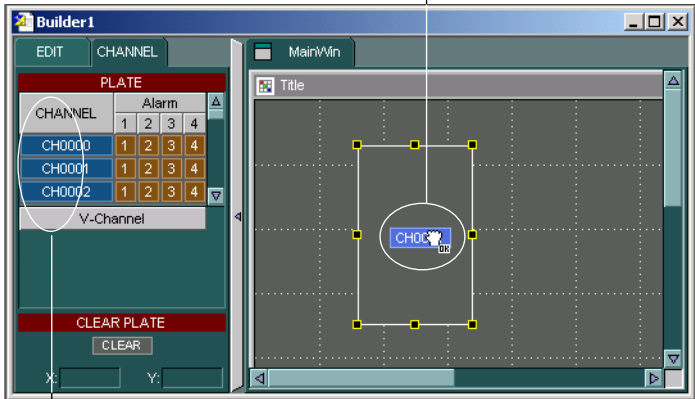 Builder1
EDIT CHANNEL
PLATE
CHANNEL Alarm
1 2 3 4
CH0000 1 2 3 4
CH0001 1 2 3 4
CH0002 1 2 3 4
V-Channel
CLEAR PLATE
CLEAR
X: Y:
MainWin
Title
CH00
OK